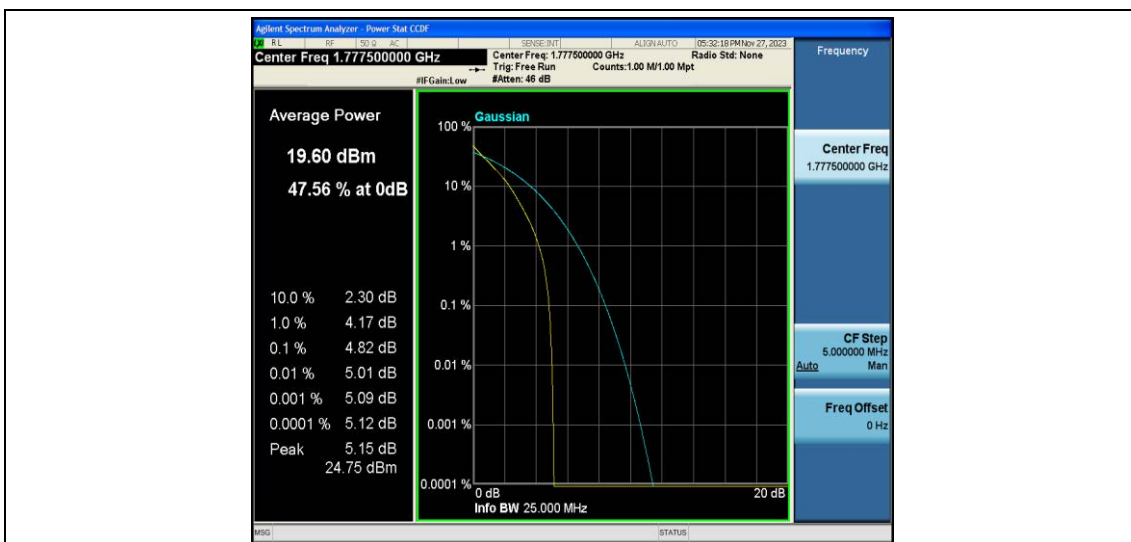 Agilent Spectrum Analyzer - Power Stat CCDF
RL RF 50 Ω AC SENSE:INT ALIGN AUTO 05:32:18 PM Nov 27, 2023
Center Freq 1.777500000 GHz
Center Freq: 1.777500000 GHz Radio Std: None
Trig: Free Run Counts:1.00 M/1.00 Mpt
#IFGain:Low #Atten: 46 dB
Frequency
Average Power
19.60 dBm
47.56 % at 0dB
10.0 % 2.30 dB
1.0 % 4.17 dB
0.1 % 4.82 dB
0.01 % 5.01 dB
0.001 % 5.09 dB
0.0001 % 5.12 dB
Peak 5.15 dB
24.75 dBm
Gaussian
100 %
10 %
1 %
0.1 %
0.01 %
0.001 %
0.0001 %
0 dB 20 dB
Info BW 25.000 MHz
Center Freq
1.777500000 GHz
CF Step
5.000000 MHz
Auto Man
Freq Offset
0 Hz
MSG STATUS